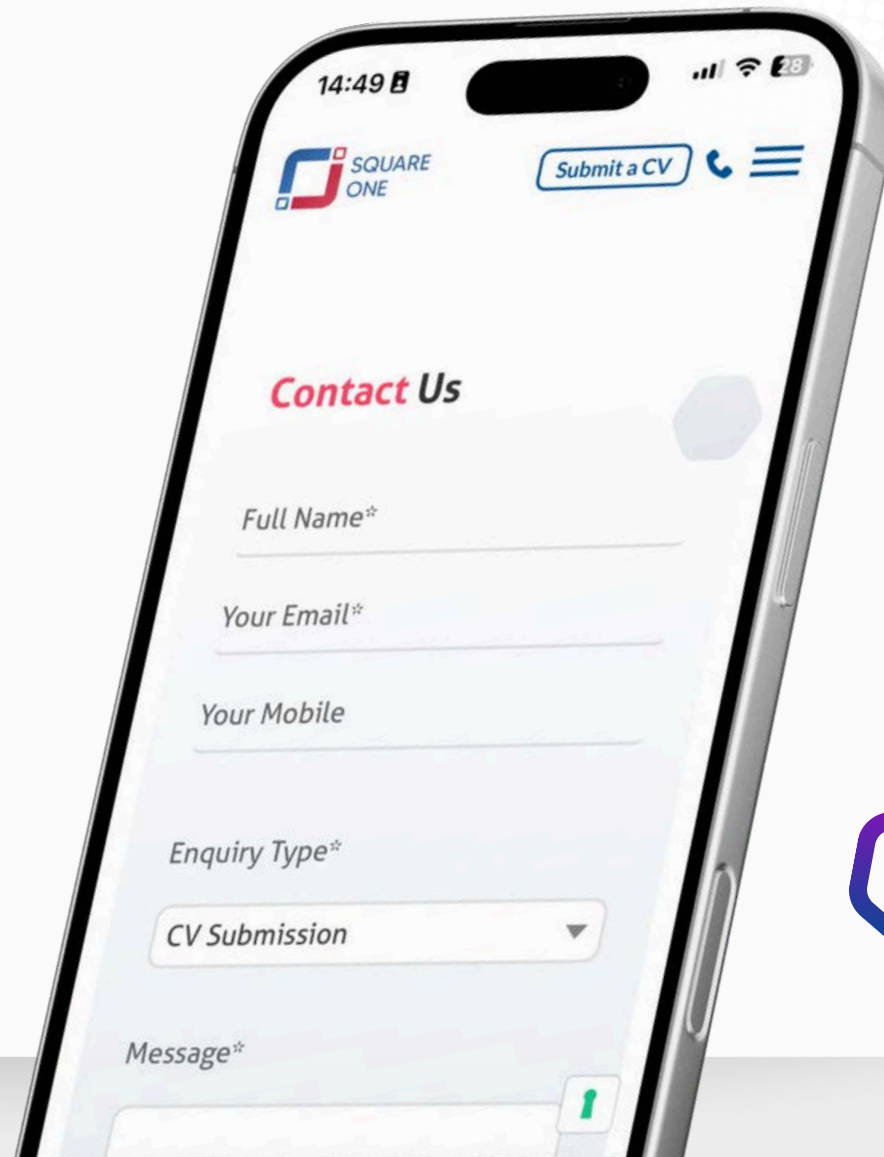 14:49
28
SQUARE
ONE
Submit a CV
Contact Us
Full Name*
Your Email*
Your Mobile
Enquiry Type*
CV Submission
Message*